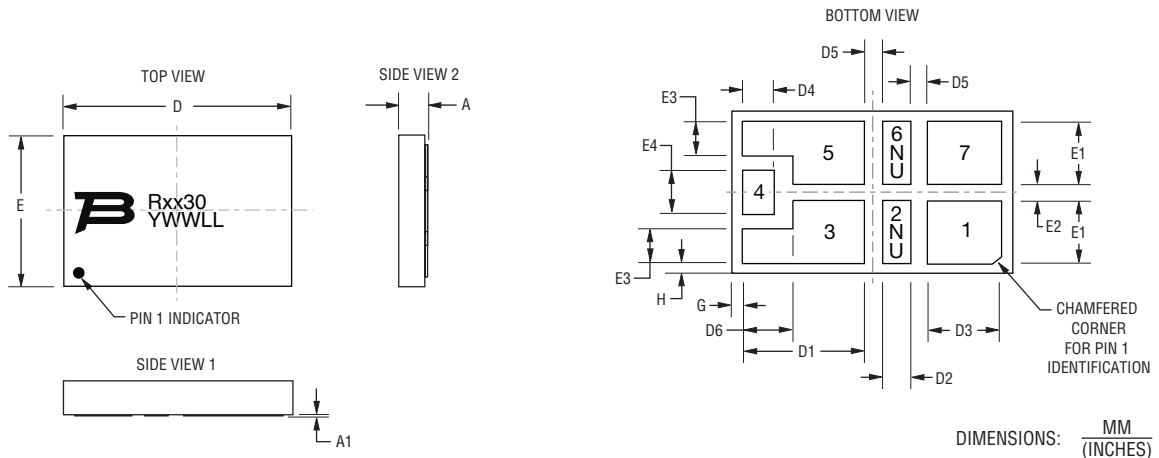 TOP VIEW
D
E
Rxx30
YWWLL
PIN 1 INDICATOR
SIDE VIEW 2
A
SIDE VIEW 1
A1
BOTTOM VIEW
D5
D5
D4
E3
E4
E3
H
G
D6
D1
D2
D3
E1
E2
E1
5
6
N
U
7
4
3
2
N
U
1
CHAMFERED
CORNER
FOR PIN 1
IDENTIFICATION
DIMENSIONS: MM
(INCHES)